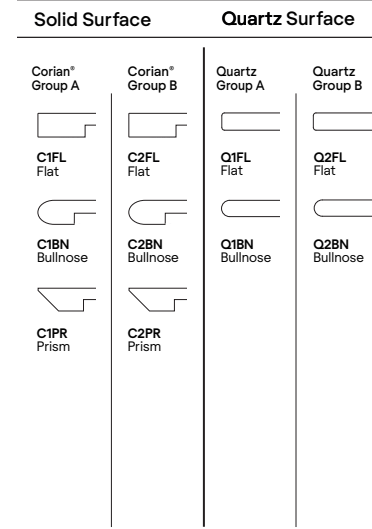 Solid Surface
Quartz Surface
Corian®
Group A
C1FL
Flat
C1BN
Bullnose
C1PR
Prism
Corian®
Group B
C2FL
Flat
C2BN
Bullnose
C2PR
Prism
Quartz
Group A
Q1FL
Flat
Q1BN
Bullnose
Quartz
Group B
Q2FL
Flat
Q2BN
Bullnose